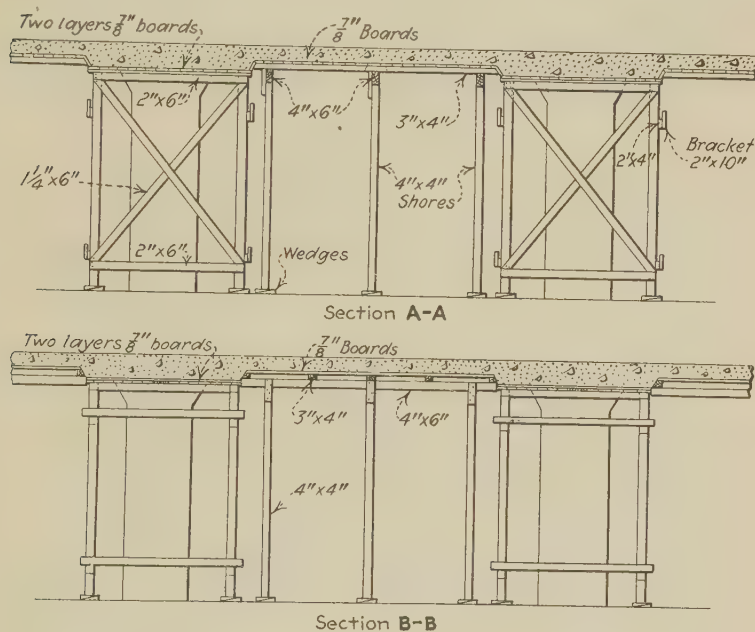 Two layers 7/8" boards
7/8" Boards
2"x6"
4"x6"
3"x4"
2"x4"
Bracket
2"x10"
1 1/4"x6"
4"x4"
Shores
2"x6"
Wedges
Section A-A
Two layers 7/8" boards
7/8" Boards
3"x4"
4"x6"
4"x4"
Section B-B